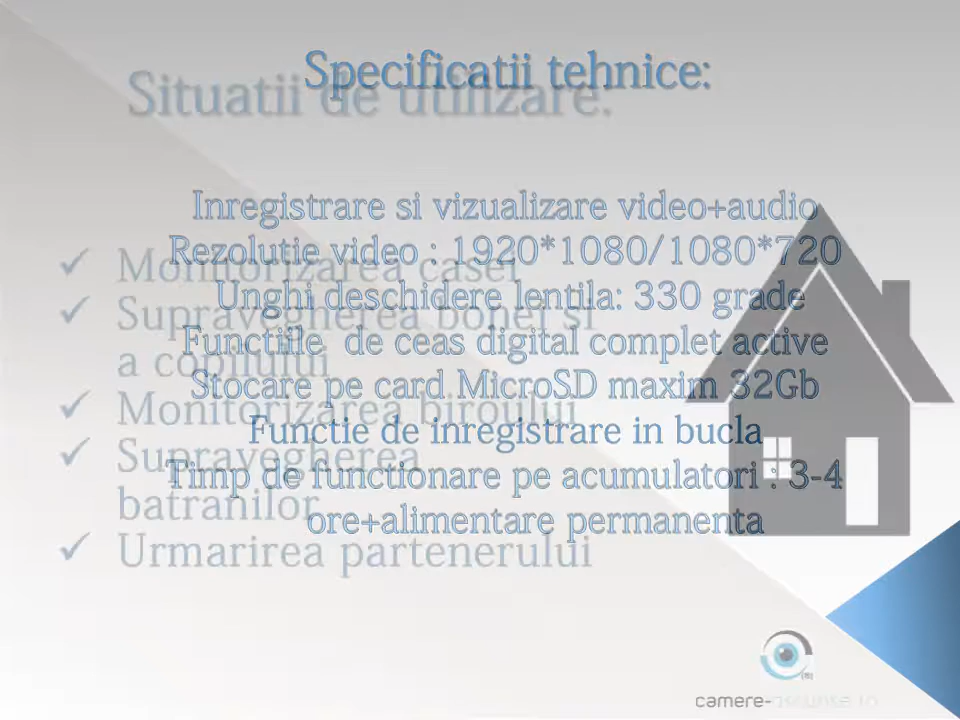 Specificatii tehnice:
Situatii de utilizare:
Inregistrare si vizualizare video+audio
Rezolutie video : 1920*1080/1080*720
Unghi deschidere lentila: 330 grade
Functiile de ceas digital complet active
Stocare pe card MicroSD maxim 32Gb
Functie de inregistrare in bucla
Timp de functionare pe acumulatori : 3-4
ore+alimentare permanenta
✓ Monitorizarea casei
✓ Supravegherea bonei si
a copilului
✓ Monitorizarea biroului
✓ Supravegherea
batranilor
✓ Urmarirea partenerului
(R)
camere-ascunse.ro